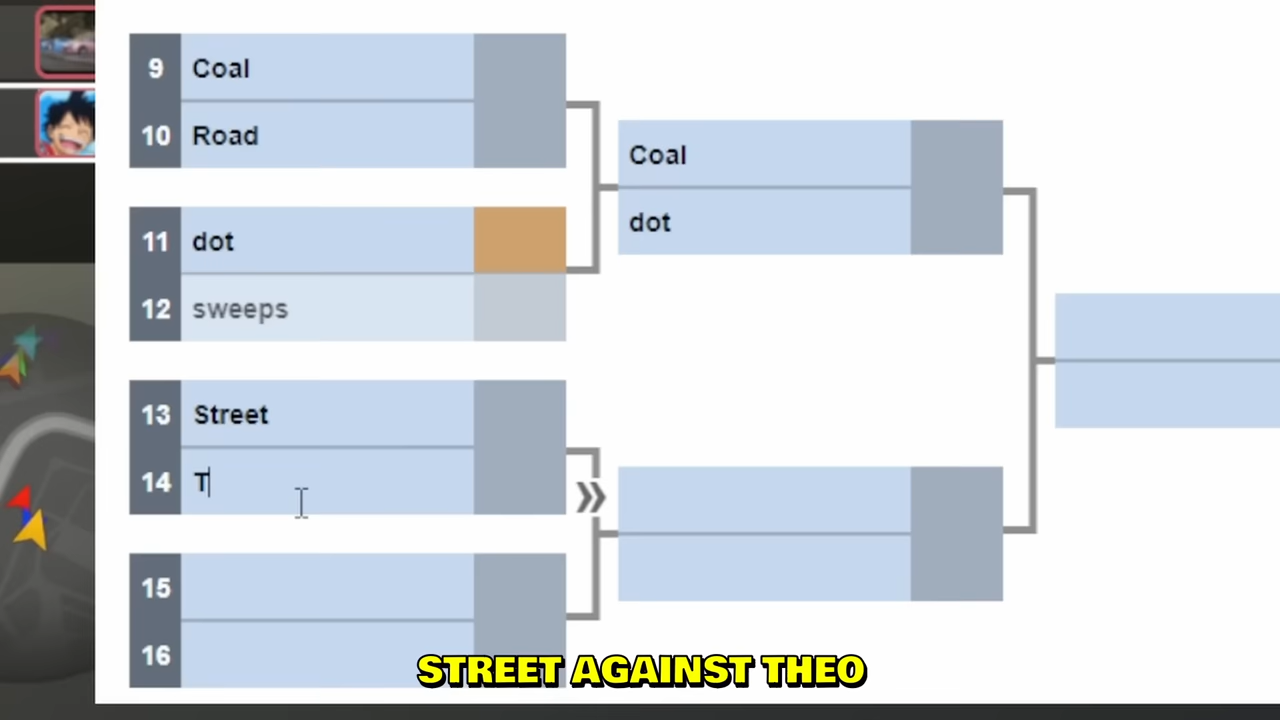 9 Coal
10 Road
Coal
dot
11 dot
12 sweeps
13 Street
14 T
15
16
STREET AGAINST THEO